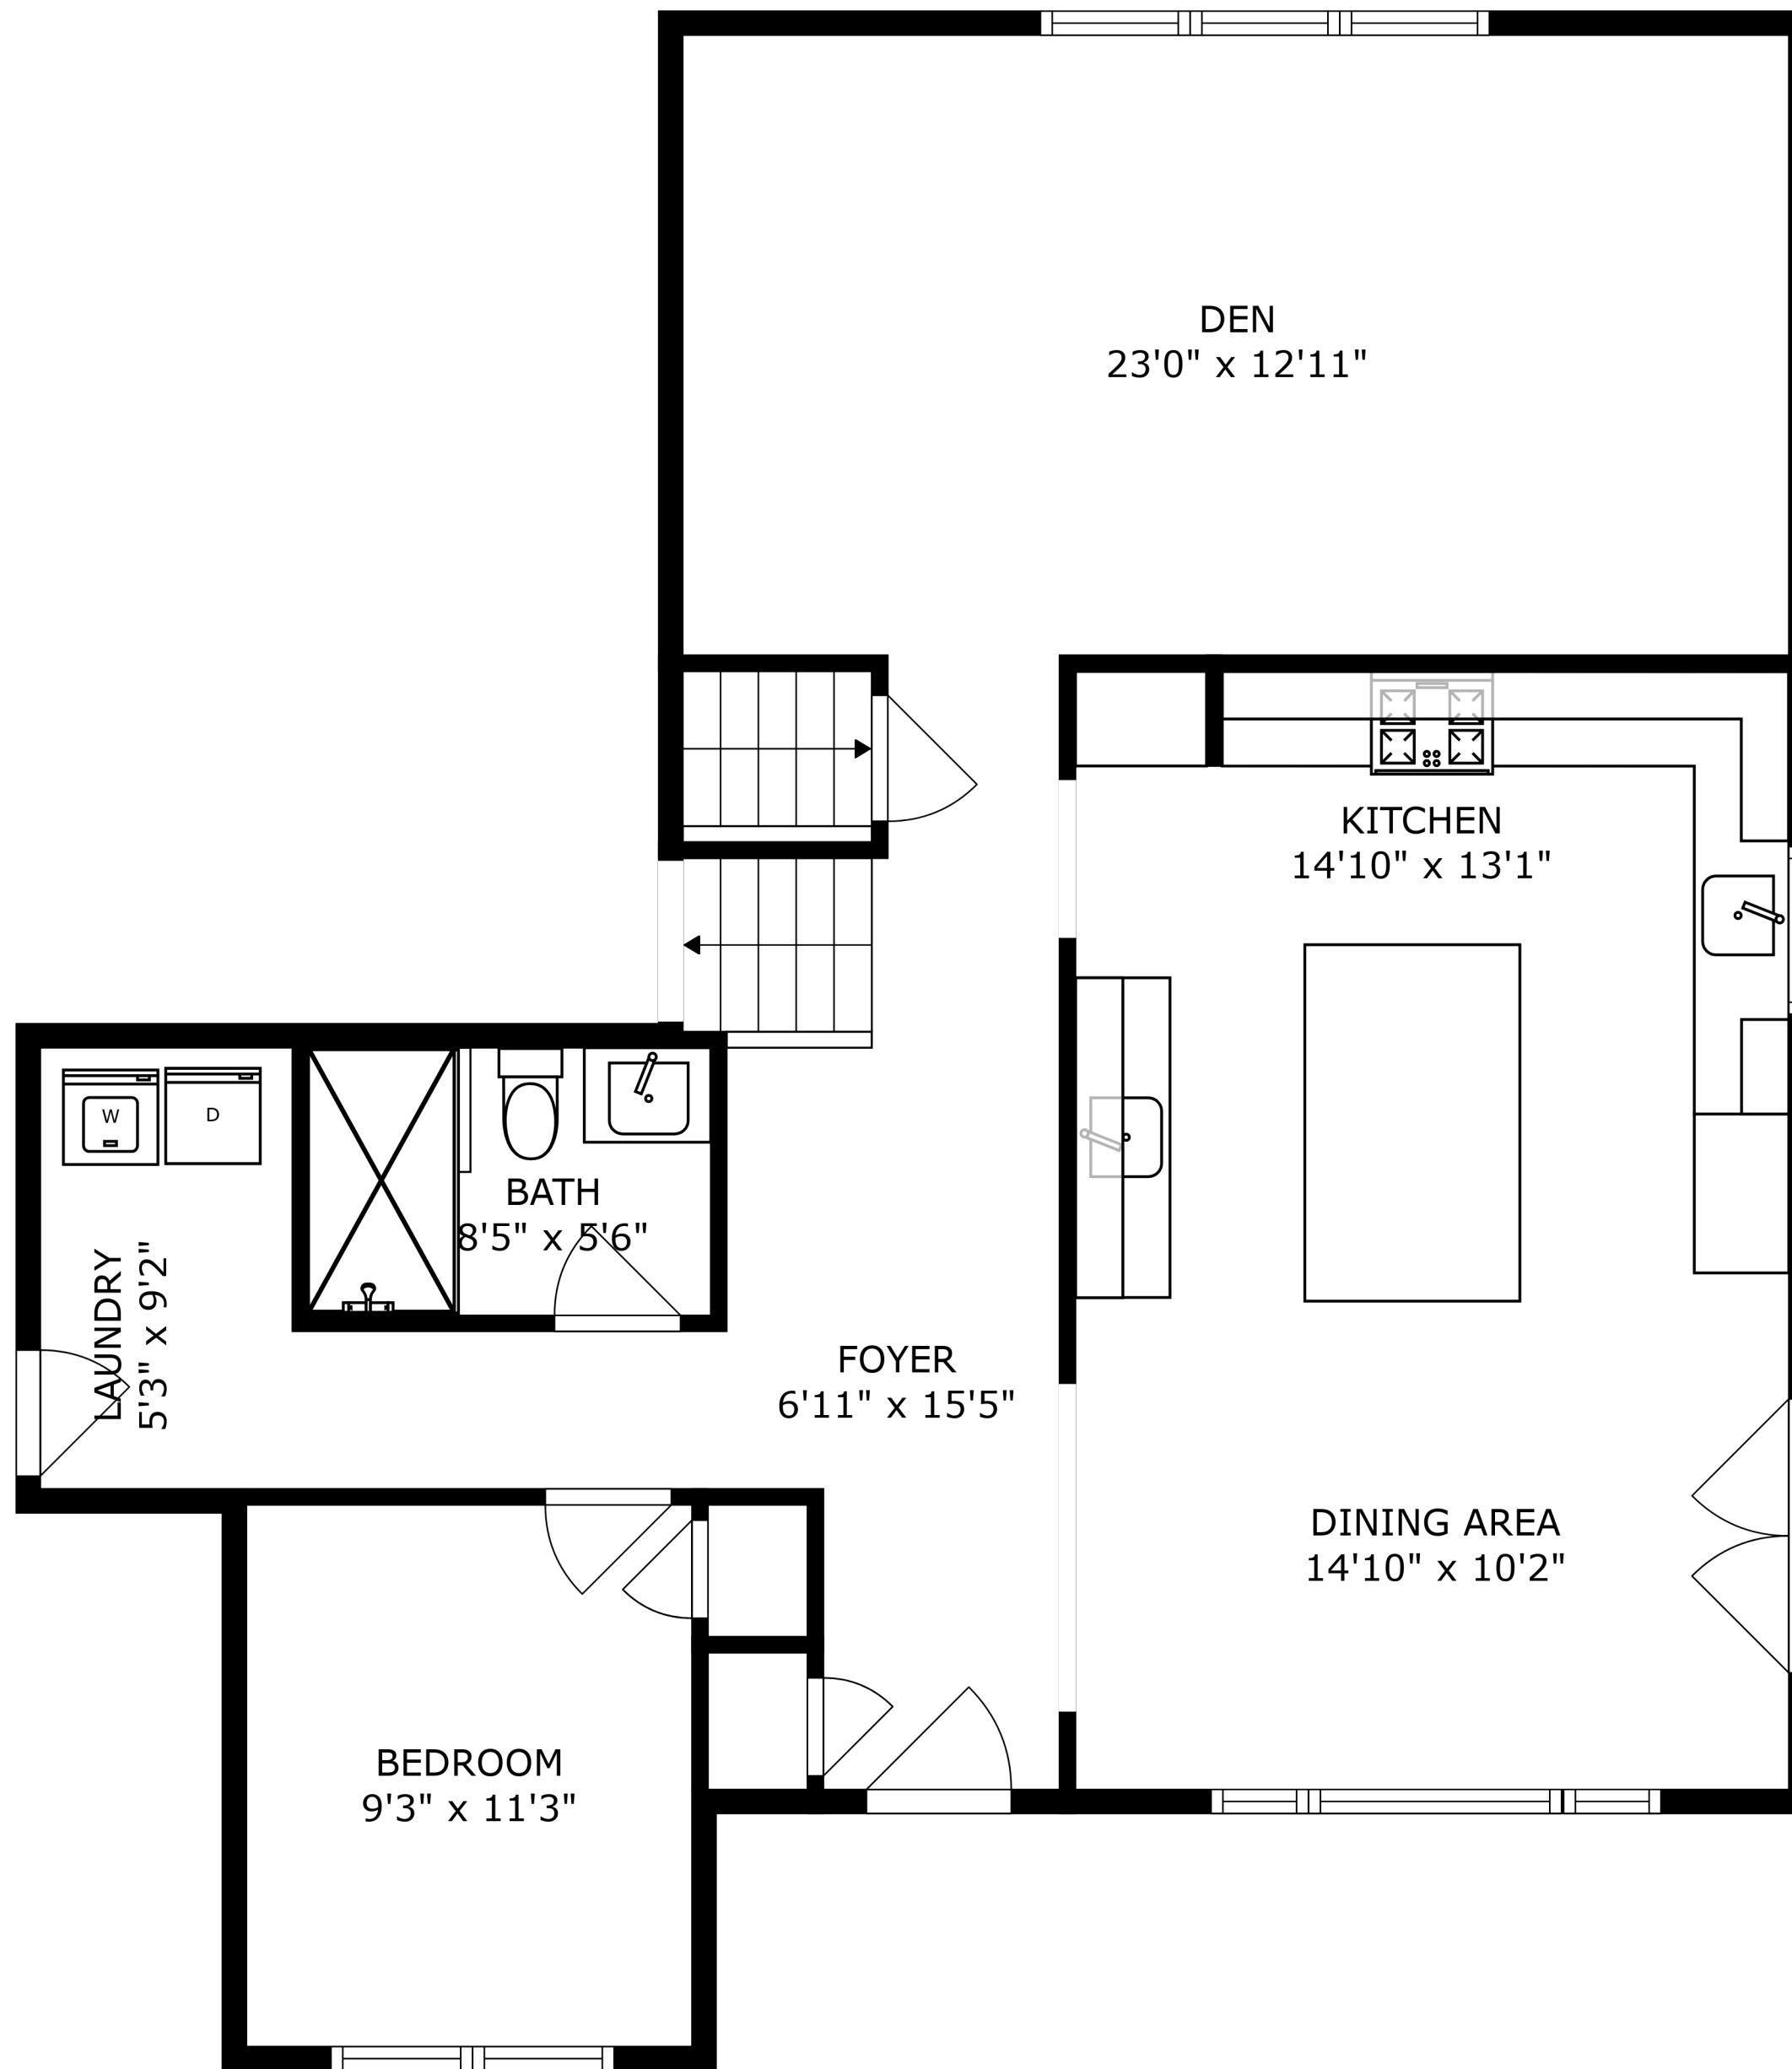 DEN
23'0" x 12'11"
KITCHEN
14'10" x 13'1"
W
D
BATH
8'5" x 5'6"
LAUNDRY
5'3" x 9'2"
FOYER
6'11" x 15'5"
DINING AREA
14'10" x 10'2"
BEDROOM
9'3" x 11'3"